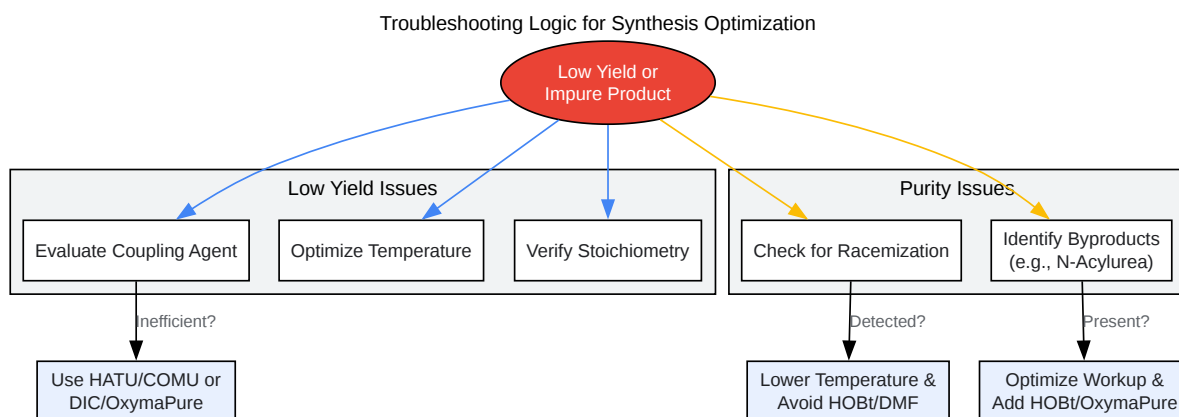 Troubleshooting Logic for Synthesis Optimization
Low Yield or
Impure Product
Low Yield Issues
Purity Issues
Evaluate Coupling Agent
Optimize Temperature
Verify Stoichiometry
Check for Racemization
Identify Byproducts
(e.g., N-Acylurea)
Inefficient?
Detected?
Present?
Use HATU/COMU or
DIC/OxymaPure
Lower Temperature &
Avoid HOBt/DMF
Optimize Workup &
Add HOBt/OxymaPure